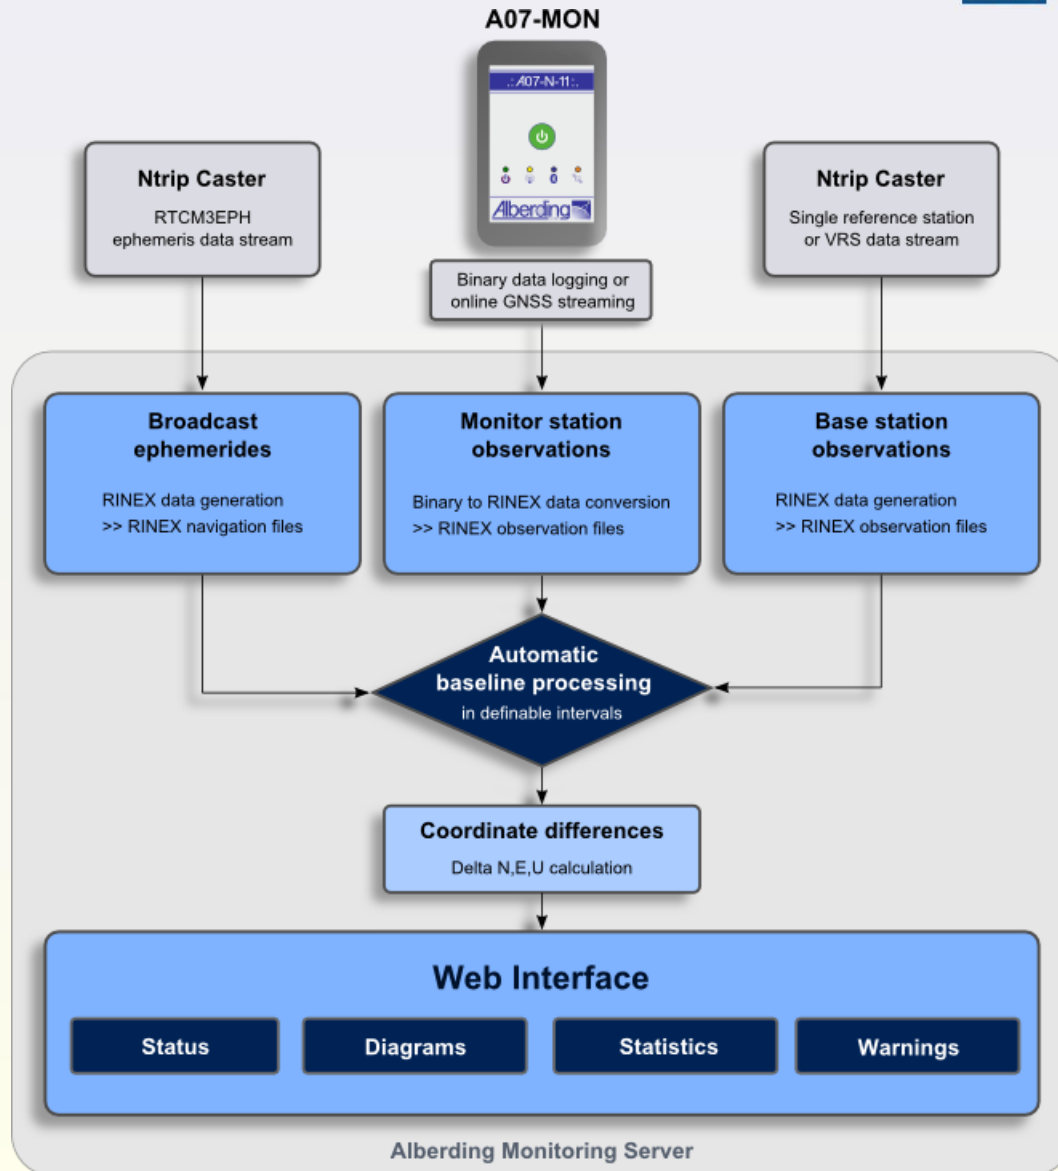 A07-MON
.:A07-N-11:.
Alberding
Ntrip Caster
RTCM3EPH
ephemeris data stream
Binary data logging or
online GNSS streaming
Ntrip Caster
Single reference station
or VRS data stream
Broadcast
ephemerides
RINEX data generation
>> RINEX navigation files
Monitor station
observations
Binary to RINEX data conversion
>> RINEX observation files
Base station
observations
RINEX data generation
>> RINEX observation files
Automatic
baseline processing
in definable intervals
Coordinate differences
Delta N,E,U calculation
Web Interface
Status
Diagrams
Statistics
Warnings
Alberding Monitoring Server